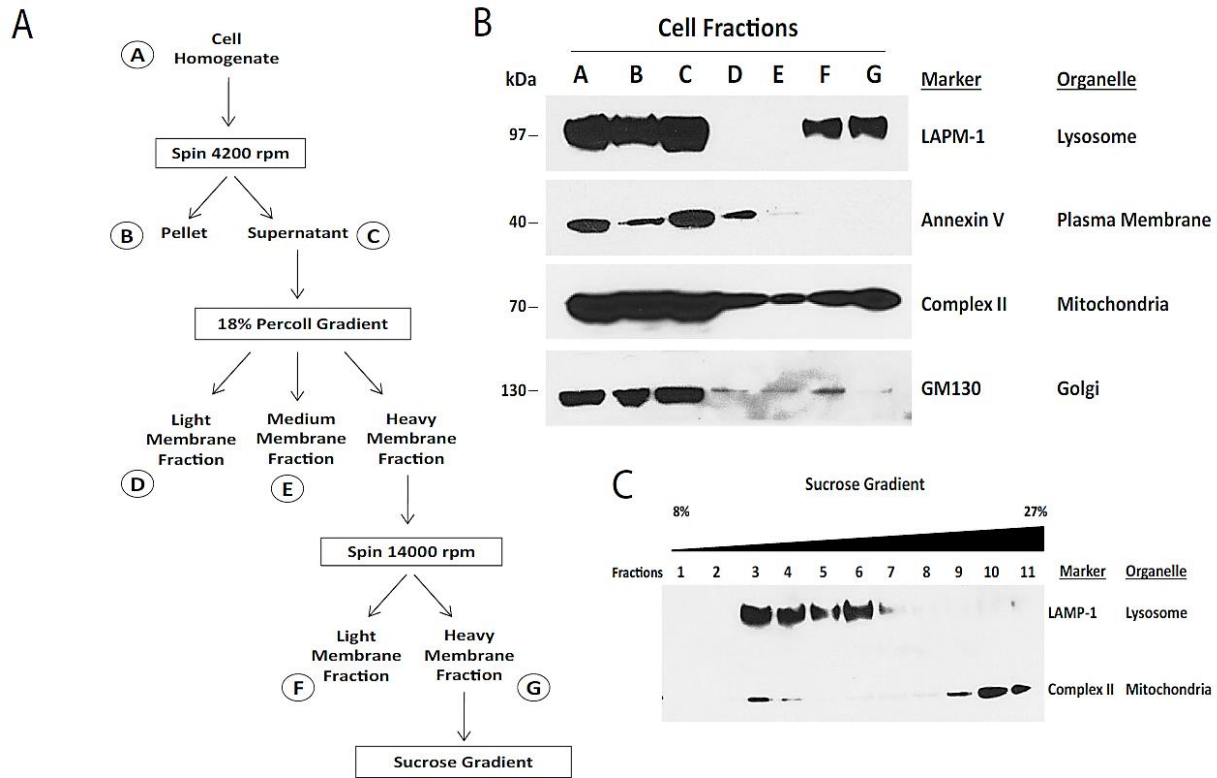 A
A
Cell
Homogenate
Spin 4200 rpm
B
Pellet
Supernatant
C
18% Percoll Gradient
Light
Membrane
Fraction
Medium
Membrane
Fraction
Heavy
Membrane
Fraction
D
E
Spin 14000 rpm
Light
Membrane
Fraction
Heavy
Membrane
Fraction
F
G
Sucrose Gradient
B
Cell Fractions
kDa A B C D E F G Marker Organelle
97 LAPM-1 Lysosome
40 Annexin V Plasma Membrane
70 Complex II Mitochondria
130 GM130 Golgi
C
Sucrose Gradient
8% 27%
Fractions 1 2 3 4 5 6 7 8 9 10 11 Marker Organelle
LAMP-1 Lysosome
Complex II Mitochondria